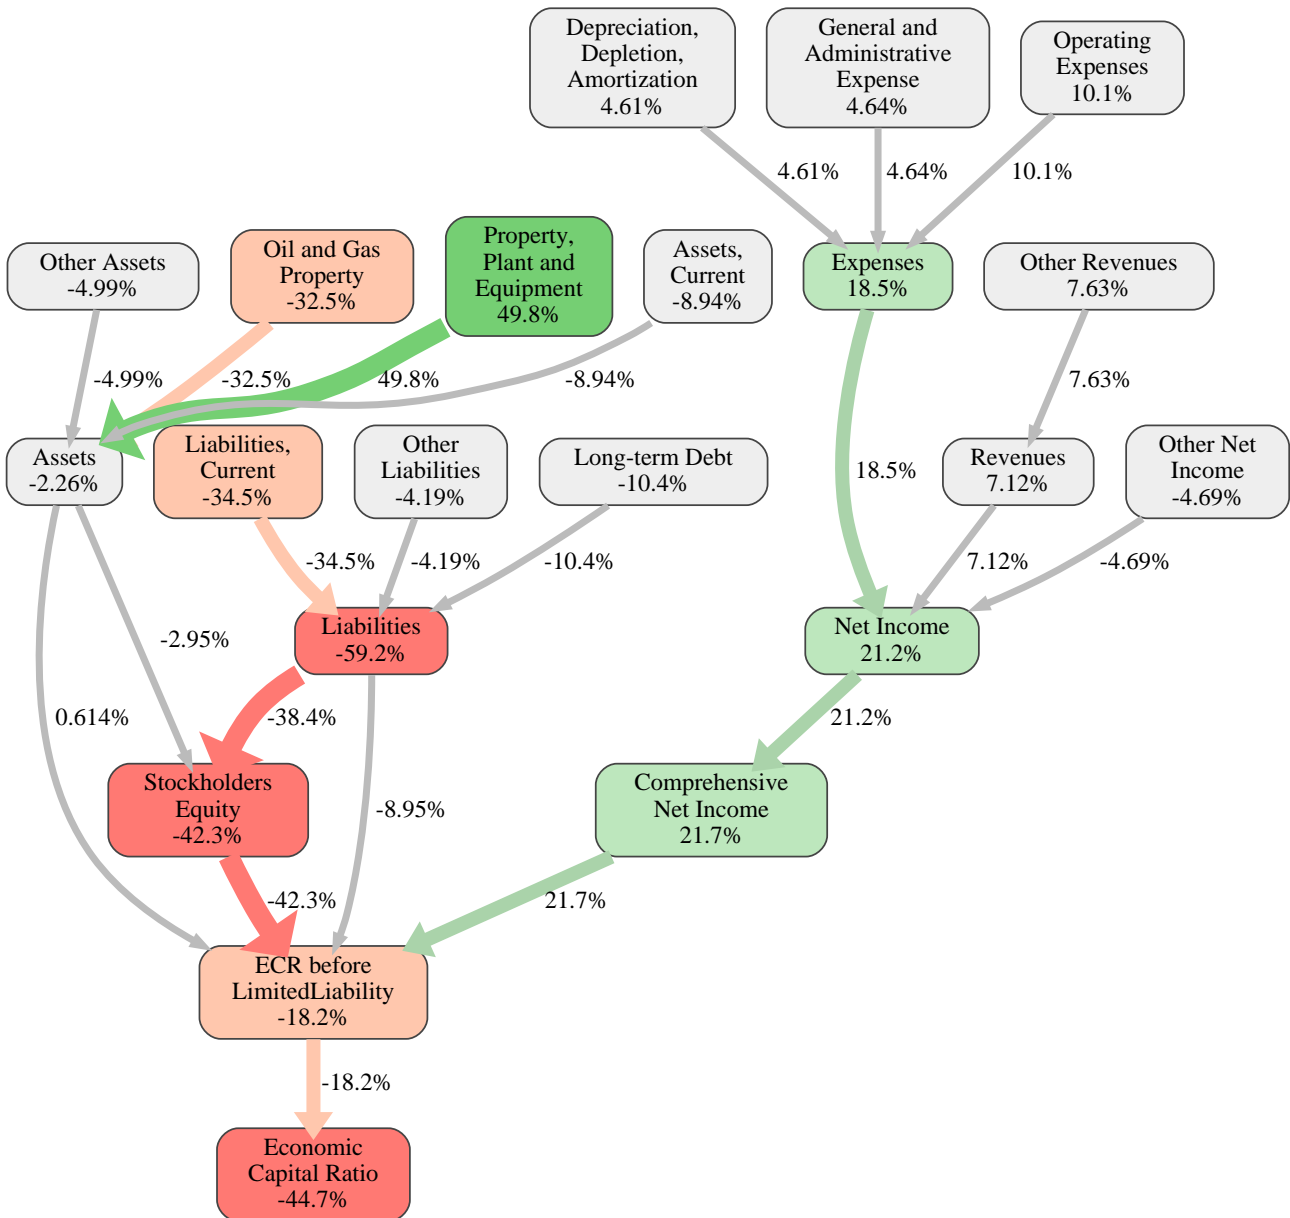 Depreciation,
Depletion,
Amortization
4.61%
General and
Administrative
Expense
4.64%
Operating
Expenses
10.1%
4.61%
4.64%
10.1%
Other Assets
-4.99%
Oil and Gas
Property
-32.5%
Property,
Plant and
Equipment
49.8%
Assets,
Current
-8.94%
Expenses
18.5%
Other Revenues
7.63%
-4.99%
-32.5%
49.8%
-8.94%
7.63%
Assets
-2.26%
Liabilities,
Current
-34.5%
Other
Liabilities
-4.19%
Long-term Debt
-10.4%
18.5%
Revenues
7.12%
Other Net
Income
-4.69%
-34.5%
-4.19%
-10.4%
7.12%
-4.69%
-2.95%
Liabilities
-59.2%
Net Income
21.2%
0.614%
-38.4%
21.2%
Stockholders
Equity
-42.3%
-8.95%
Comprehensive
Net Income
21.7%
-42.3%
21.7%
ECR before
LimitedLiability
-18.2%
-18.2%
Economic
Capital Ratio
-44.7%